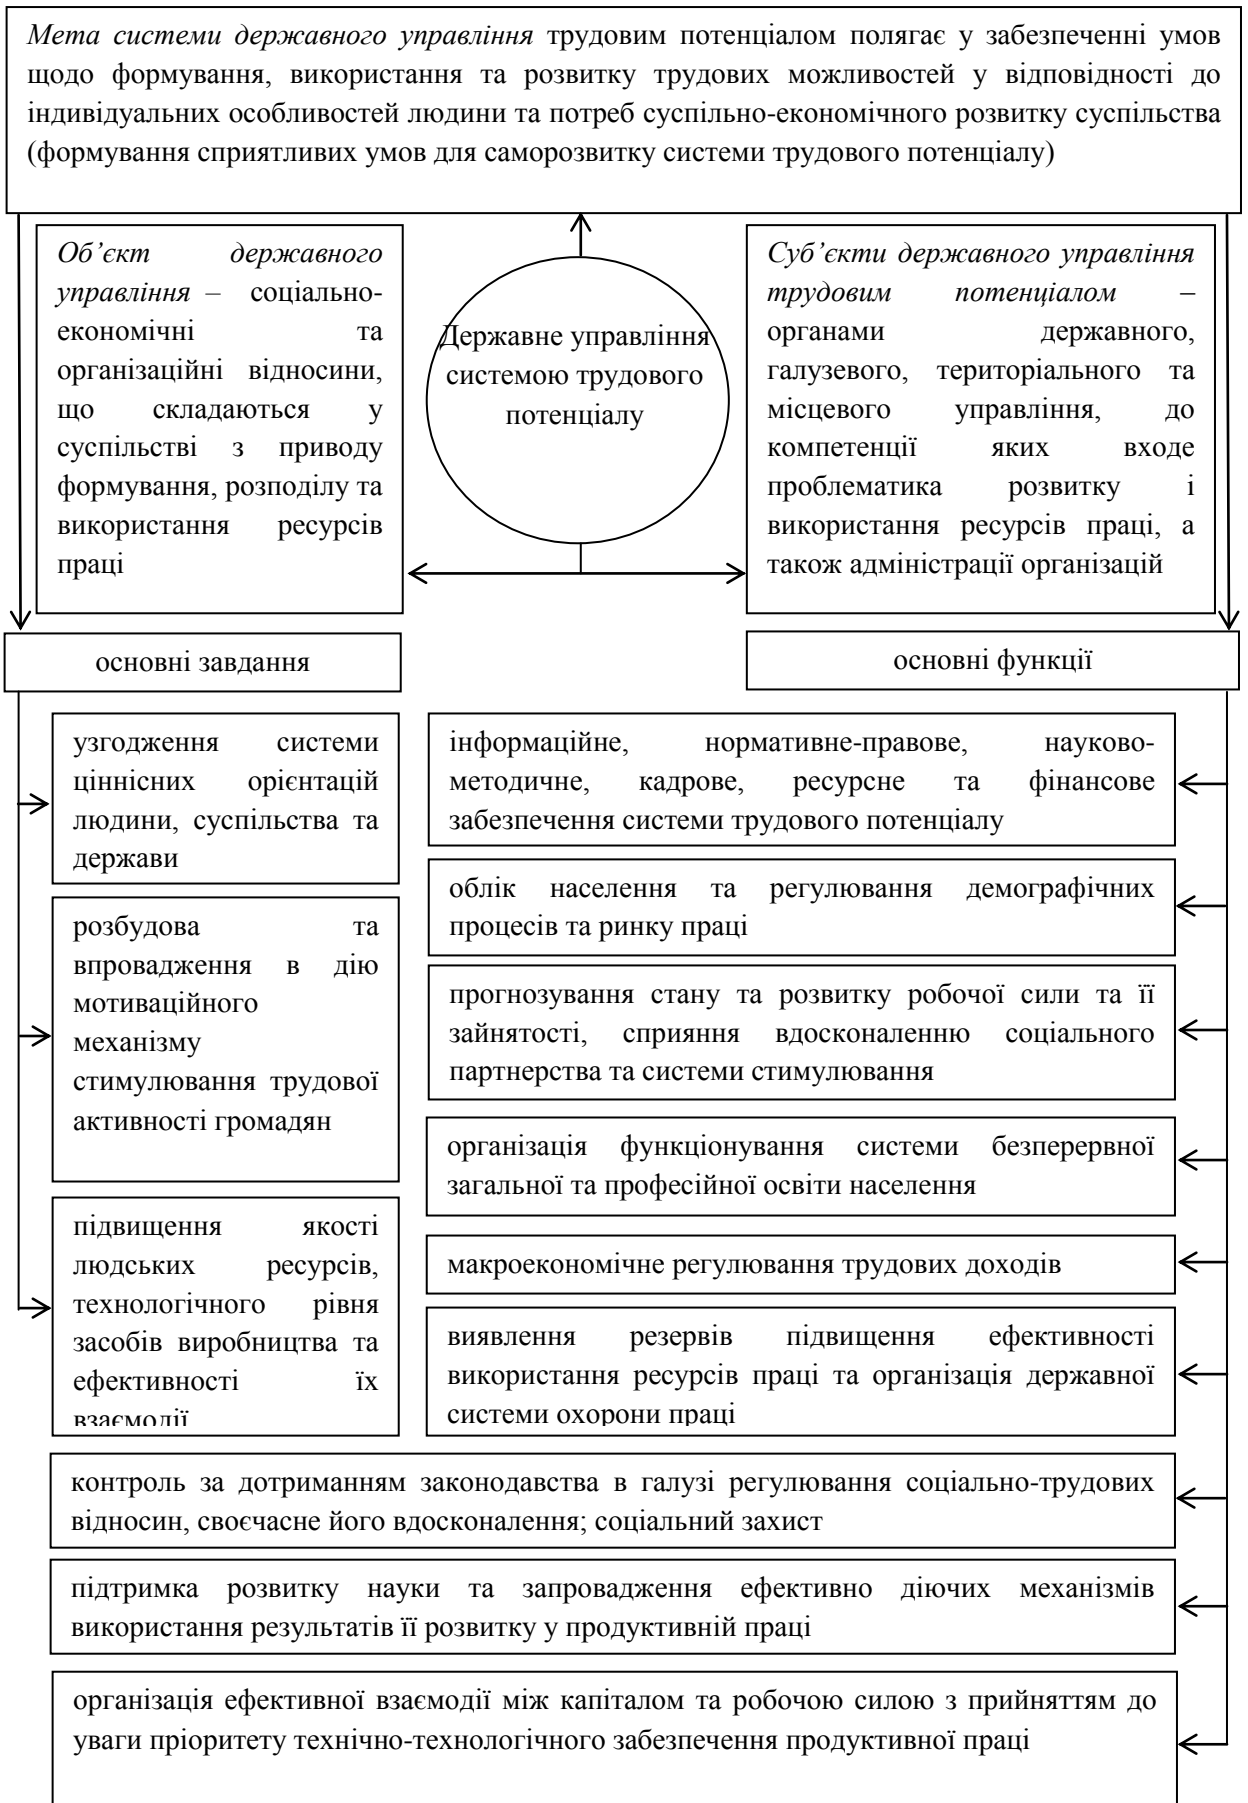 Мета системи державного управління трудовим потенціалом полягає у забезпеченні умов
щодо формування, використання та розвитку трудових можливостей у відповідності до
індивідуальних особливостей людини та потреб суспільно-економічного розвитку суспільства
(формування сприятливих умов для саморозвитку системи трудового потенціалу)
Об’єкт державного
управління – соціально-
економічні та
організаційні відносини,
що складаються у
суспільстві з приводу
формування, розподілу та
використання ресурсів
праці
Державне управління
системою трудового
потенціалу
Суб’єкти державного управління
трудовим потенціалом –
органами державного,
галузевого, територіального та
місцевого управління, до
компетенції яких входе
проблематика розвитку і
використання ресурсів праці, а
також адміністрації організацій
основні завдання
основні функції
узгодження системи
ціннісних орієнтацій
людини, суспільства та
держави
розбудова та
впровадження в дію
мотиваційного
механізму
стимулювання трудової
активності громадян
підвищення якості
людських ресурсів,
технологічного рівня
засобів виробництва та
ефективності їх
взаємодії
інформаційне, нормативне-правове, науково-
методичне, кадрове, ресурсне та фінансове
забезпечення системи трудового потенціалу
облік населення та регулювання демографічних
процесів та ринку праці
прогнозування стану та розвитку робочої сили та її
зайнятості, сприяння вдосконаленню соціального
партнерства та системи стимулювання
організація функціонування системи безперервної
загальної та професійної освіти населення
макроекономічне регулювання трудових доходів
виявлення резервів підвищення ефективності
використання ресурсів праці та організація державної
системи охорони праці
контроль за дотриманням законодавства в галузі регулювання соціально-трудових
відносин, своєчасне його вдосконалення; соціальний захист
підтримка розвитку науки та запровадження ефективно діючих механізмів
використання результатів її розвитку у продуктивній праці
організація ефективної взаємодії між капіталом та робочою силою з прийняттям до
уваги пріоритету технічно-технологічного забезпечення продуктивної праці